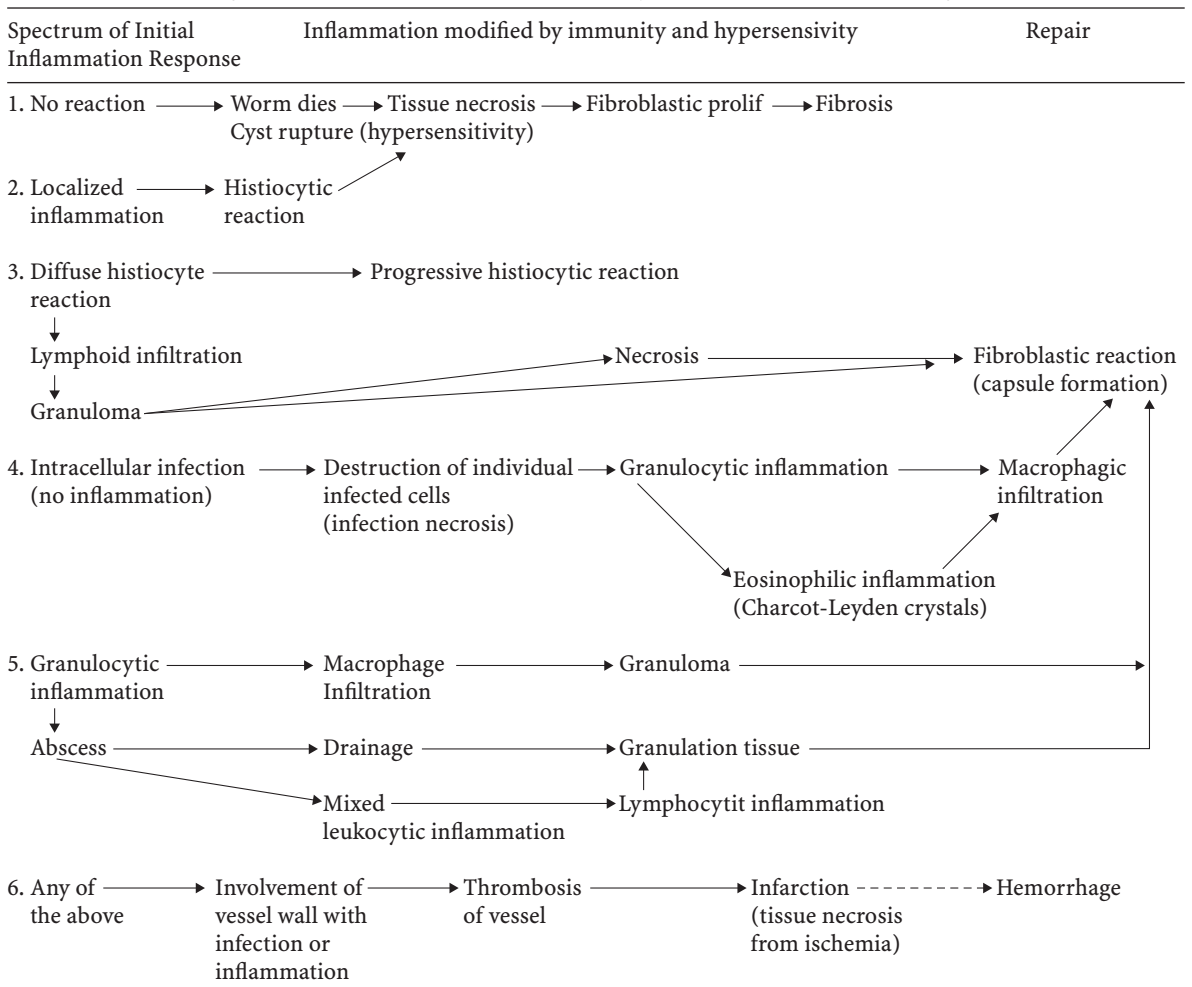 Spectrum of Initial Inflammation modified by immunity and hypersensivity Repair
Inflammation Response
1. No reaction Worm dies Tissue necrosis Fibroblastic prolif Fibrosis
Cyst rupture (hypersensitivity)
2. Localized Histiocytic
inflammation reaction
3. Diffuse histiocyte Progressive histiocytic reaction
reaction
Lymphoid infiltration Necrosis Fibroblastic reaction
(capsule formation)
Granuloma
4. Intracellular infection Destruction of individual Granulocytic inflammation Macrophagic
(no inflammation) infected cells infiltration
(infection necrosis)
Eosinophilic inflammation
(Charcot-Leyden crystals)
5. Granulocytic Macrophage Granuloma
inflammation Infiltration
Abscess Drainage Granulation tissue
Mixed Lymphocytit inflammation
leukocytic inflammation
6. Any of Involvement of Thrombosis Infarction Hemorrhage
the above vessel wall with of vessel (tissue necrosis
infection or from ischemia)
inflammation